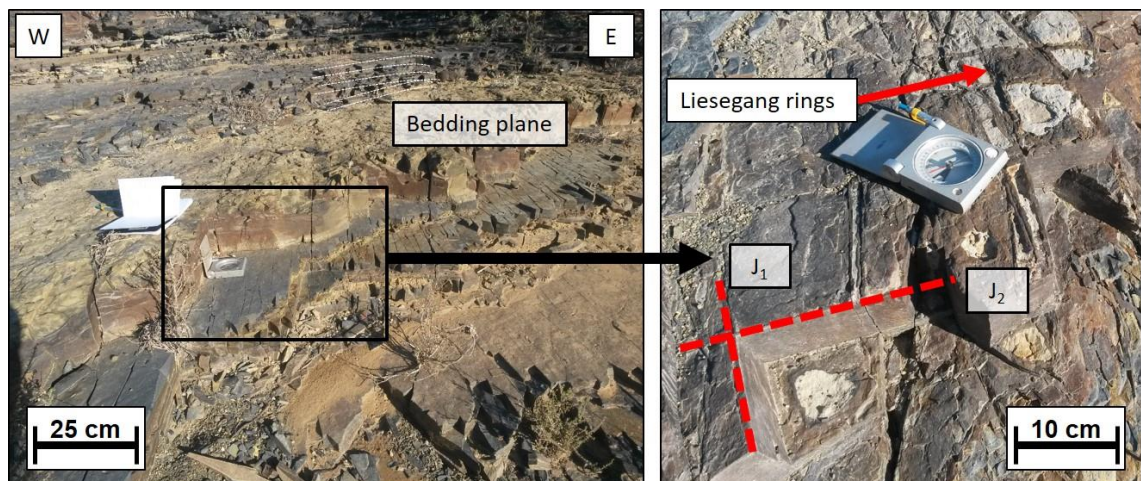 W
E
Bedding plane
25 cm
Liesegang rings
J₁
J₂
10 cm